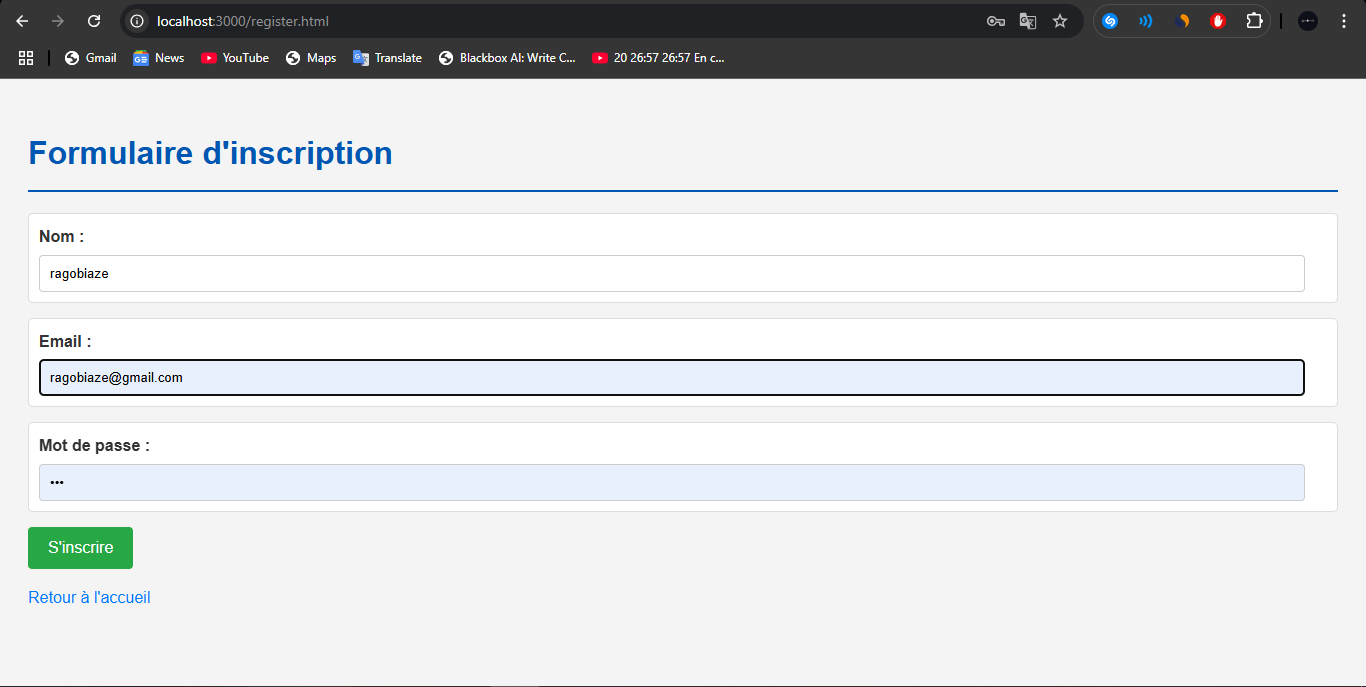 localhost:3000/register.html
Gmail News YouTube Maps Translate Blackbox AI: Write C... 20 26:57 26:57 En c...
Formulaire d'inscription
Nom :
ragobiaze
Email :
ragobiaze@gmail.com
Mot de passe :
•••
S'inscrire
Retour à l'accueil